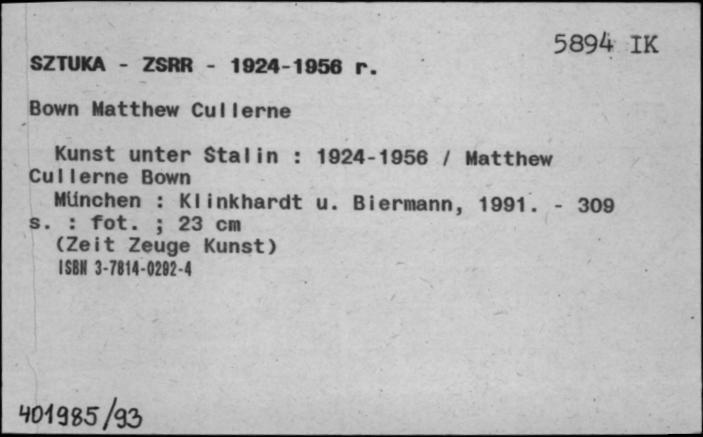 5894 IK
SZTUKA - ZSRR - 1924-1956 r.
Bown Matthew Cullerne
Kunst unter Stalin : 1924-1956 / Matthew
Cullerne Bown
München : Klinkhardt u. Biermann, 1991. - 309
s. : fot. ; 23 cm
(Zeit Zeuge Kunst)
ISBN 3-7814-0292-4
401985/93